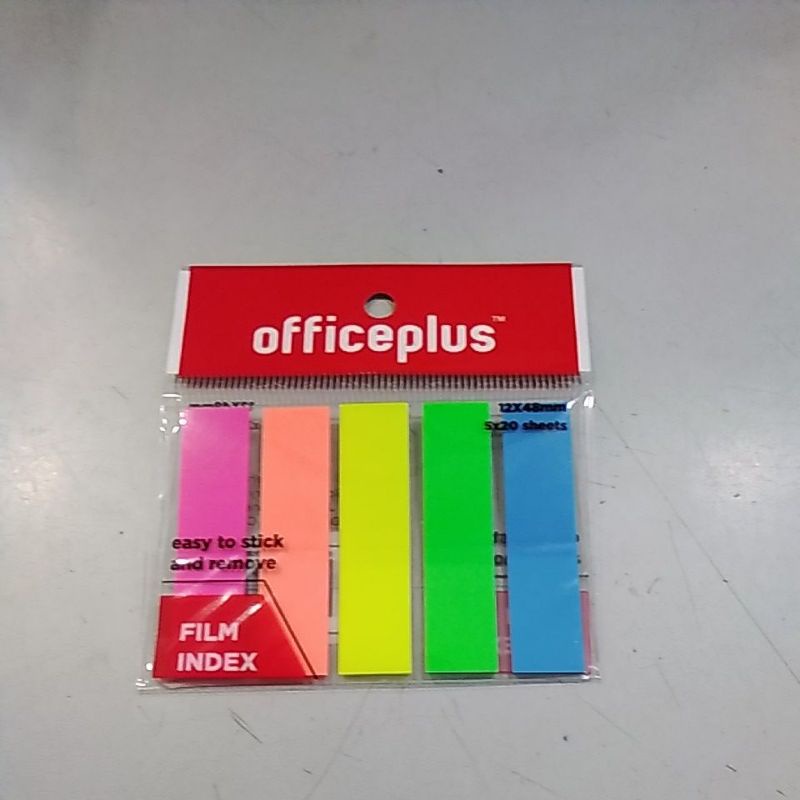 officeplus™
12X48mm
5x20 sheets
easy to stick
and remove
FILM
INDEX